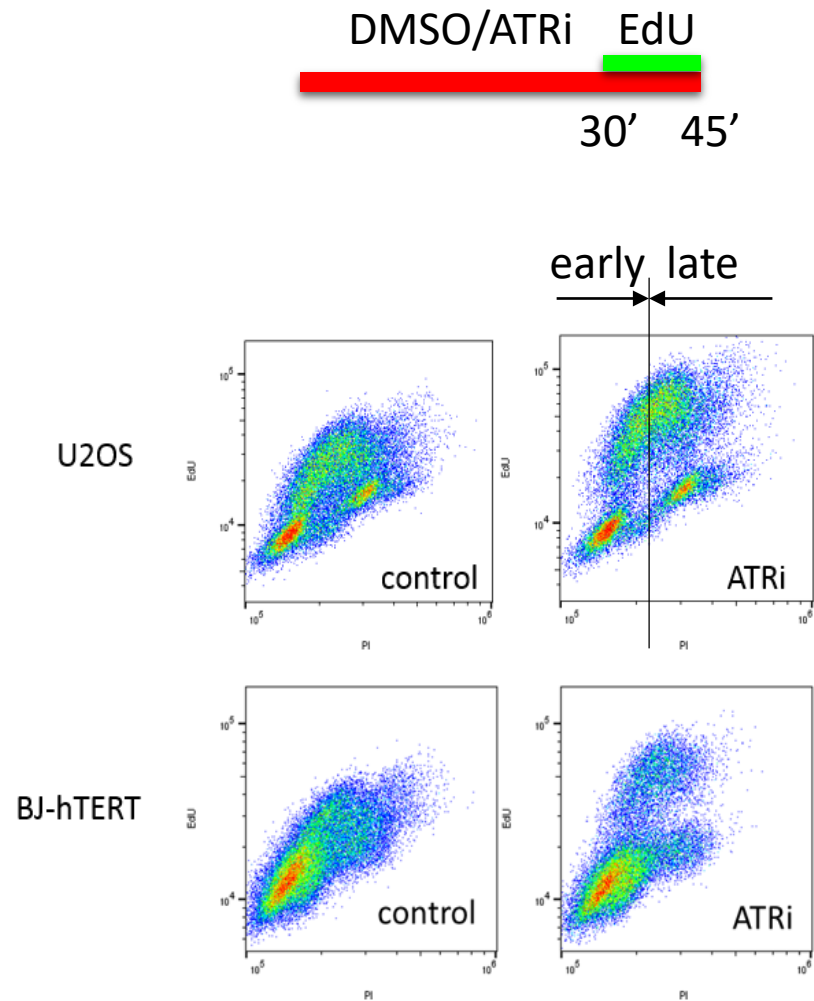 DMSO/ATRi EdU
30’ 45’
early late
U2OS
10^5
10^4
EdU
control
10^5 10^6
PI
10^5
10^4
EdU
ATRi
10^5 10^6
PI
BJ-hTERT
10^5
10^4
EdU
control
10^5 10^6
PI
10^5
10^4
EdU
ATRi
10^5 10^6
PI